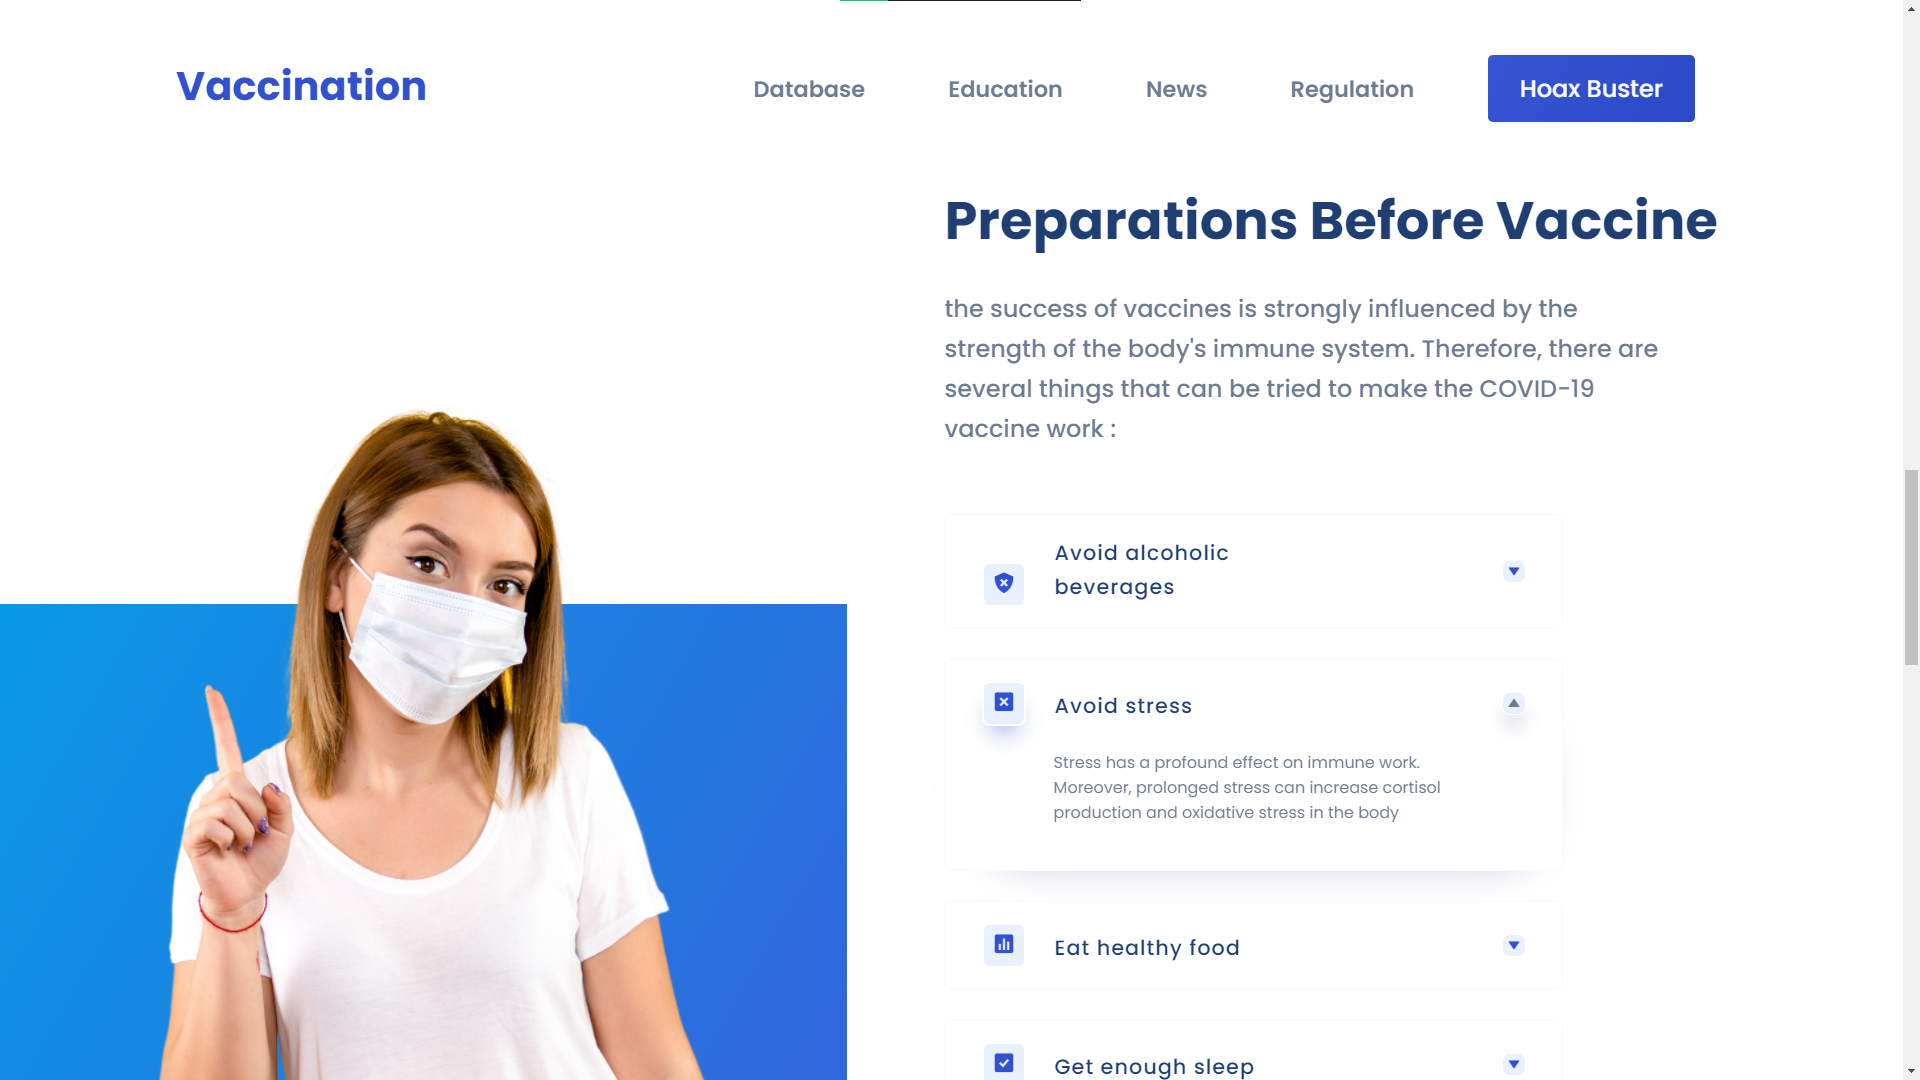 Vaccination
Database
Education
News
Regulation
Hoax Buster
Preparations Before Vaccine
the success of vaccines is strongly influenced by the
strength of the body's immune system. Therefore, there are
several things that can be tried to make the COVID-19
vaccine work :
Avoid alcoholic
beverages
Avoid stress
Stress has a profound effect on immune work.
Moreover, prolonged stress can increase cortisol
production and oxidative stress in the body
Eat healthy food
Get enough sleep